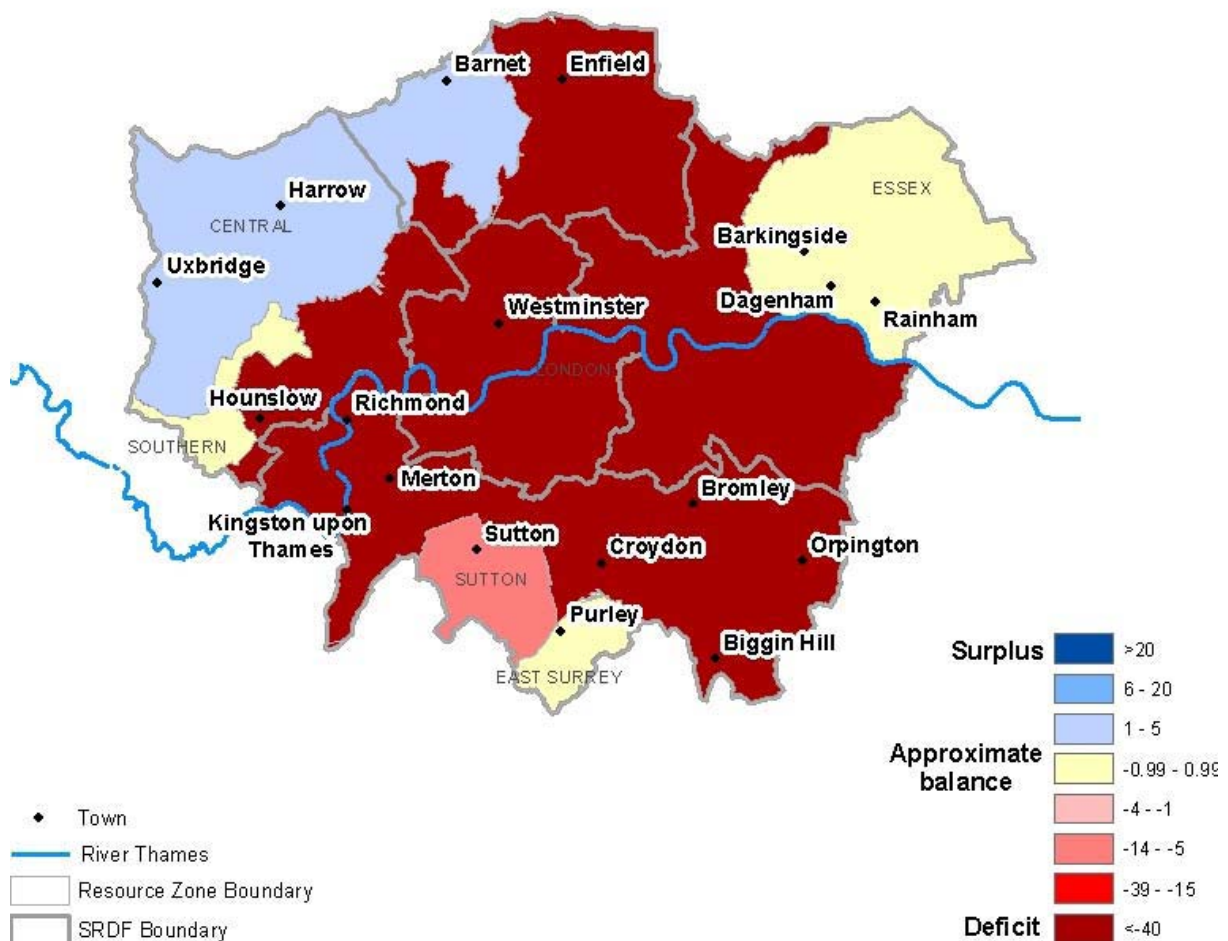 Barnet
Enfield
ESSEX
Harrow
CENTRAL
Barkingside
Uxbridge
Dagenham
Rainham
Westminster
LONDON
Hounslow
Richmond
SOUTHERN
Merton
Bromley
Kingston upon
Thames
Sutton
Croydon
Orpington
SUTTON
Purley
Biggin Hill
EAST SURREY
Surplus
>20
6 - 20
1 - 5
Approximate
balance
-0.99 - 0.99
-4 - -1
-14 - -5
-39 - -15
Deficit
<-40
Town
River Thames
Resource Zone Boundary
SRDF Boundary